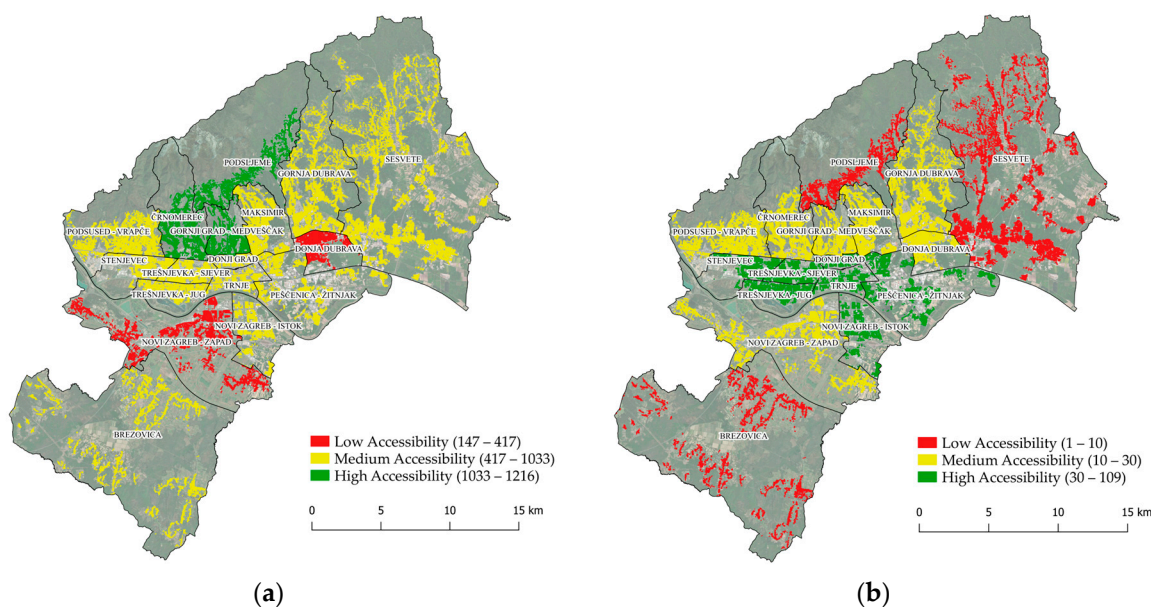 PODSLJEME
SESVETE
GORNJA DUBRAVA
ČRNOMEREC
MAKSIMIR
PODSUSED - VRAPČE
GORNJI GRAD - MEDVEŠČAK
DONJA DUBRAVA
STENJEVEC
DONJI GRAD
TREŠNJEVKA - SJEVER
TRNJE
TREŠNJEVKA - JUG
PEŠČENICA - ŽITNJAK
NOVI ZAGREB - ISTOK
NOVI ZAGREB - ZAPAD
BREZOVICA
Low Accessibility (147 – 417)
Medium Accessibility (417 – 1033)
High Accessibility (1033 – 1216)
0 5 10 15 km
(a)
PODSLJEME
SESVETE
GORNJA DUBRAVA
ČRNOMEREC
MAKSIMIR
PODSUSED - VRAPČE
GORNJI GRAD - MEDVEŠČAK
DONJA DUBRAVA
STENJEVEC
DONJI GRAD
TREŠNJEVKA - SJEVER
TRNJE
TREŠNJEVKA - JUG
PEŠČENICA - ŽITNJAK
NOVI ZAGREB - ISTOK
NOVI ZAGREB - ZAPAD
BREZOVICA
Low Accessibility (1 – 10)
Medium Accessibility (10 – 30)
High Accessibility (30 – 109)
0 5 10 15 km
(b)